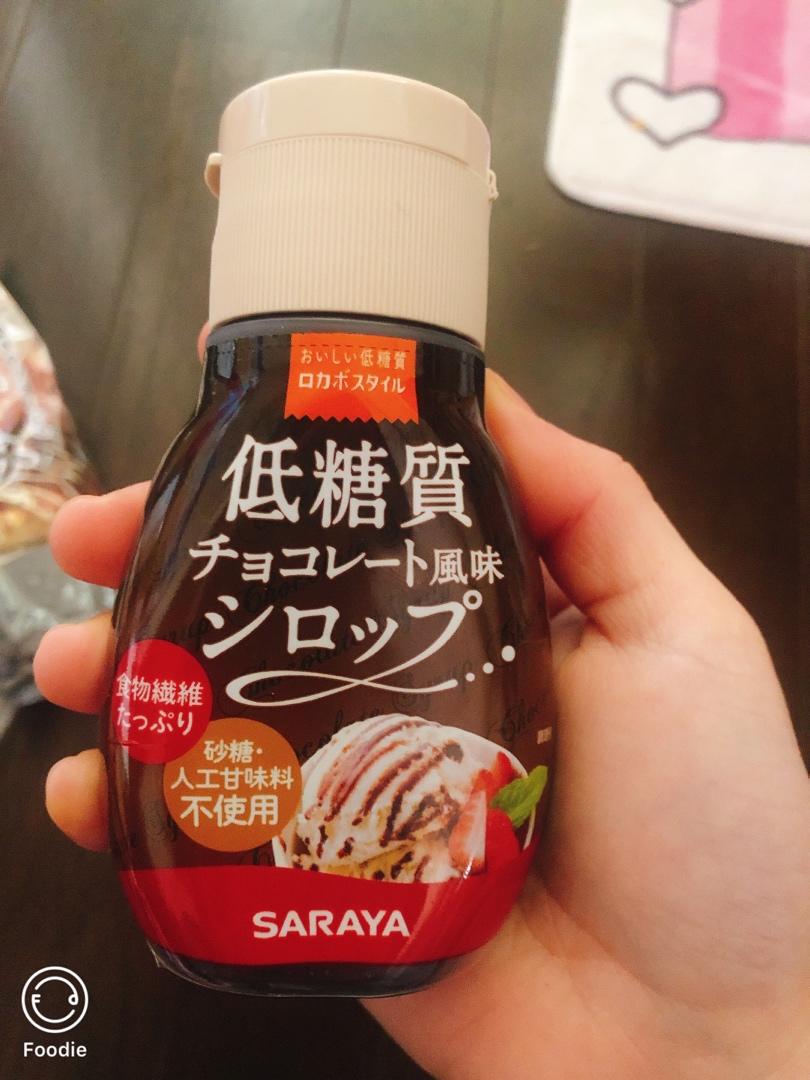 おいしい低糖質
ロカボスタイル
低糖質
チョコレート風味
シロップ...
食物繊維
たっぷり
砂糖・
人工甘味料
不使用
SARAYA
Foodie